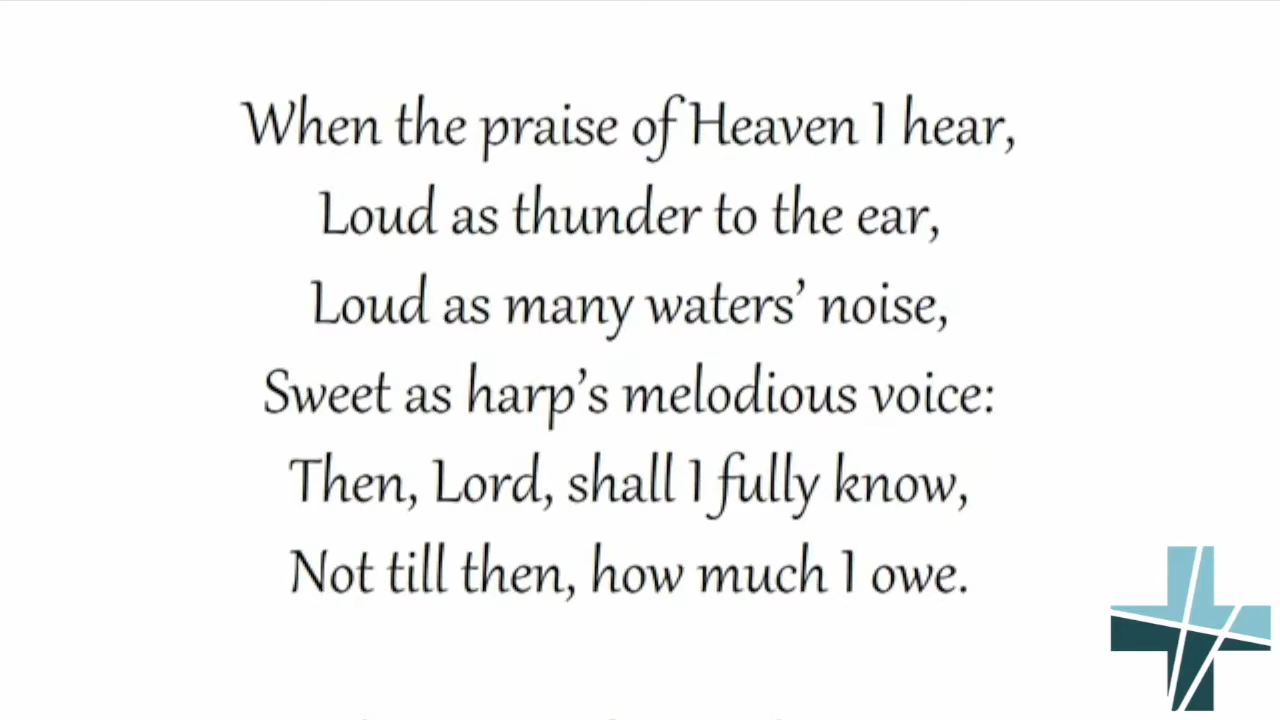 When the praise of Heaven I hear,
Loud as thunder to the ear,
Loud as many waters’ noise,
Sweet as harp’s melodious voice:
Then, Lord, shall I fully know,
Not till then, how much I owe.